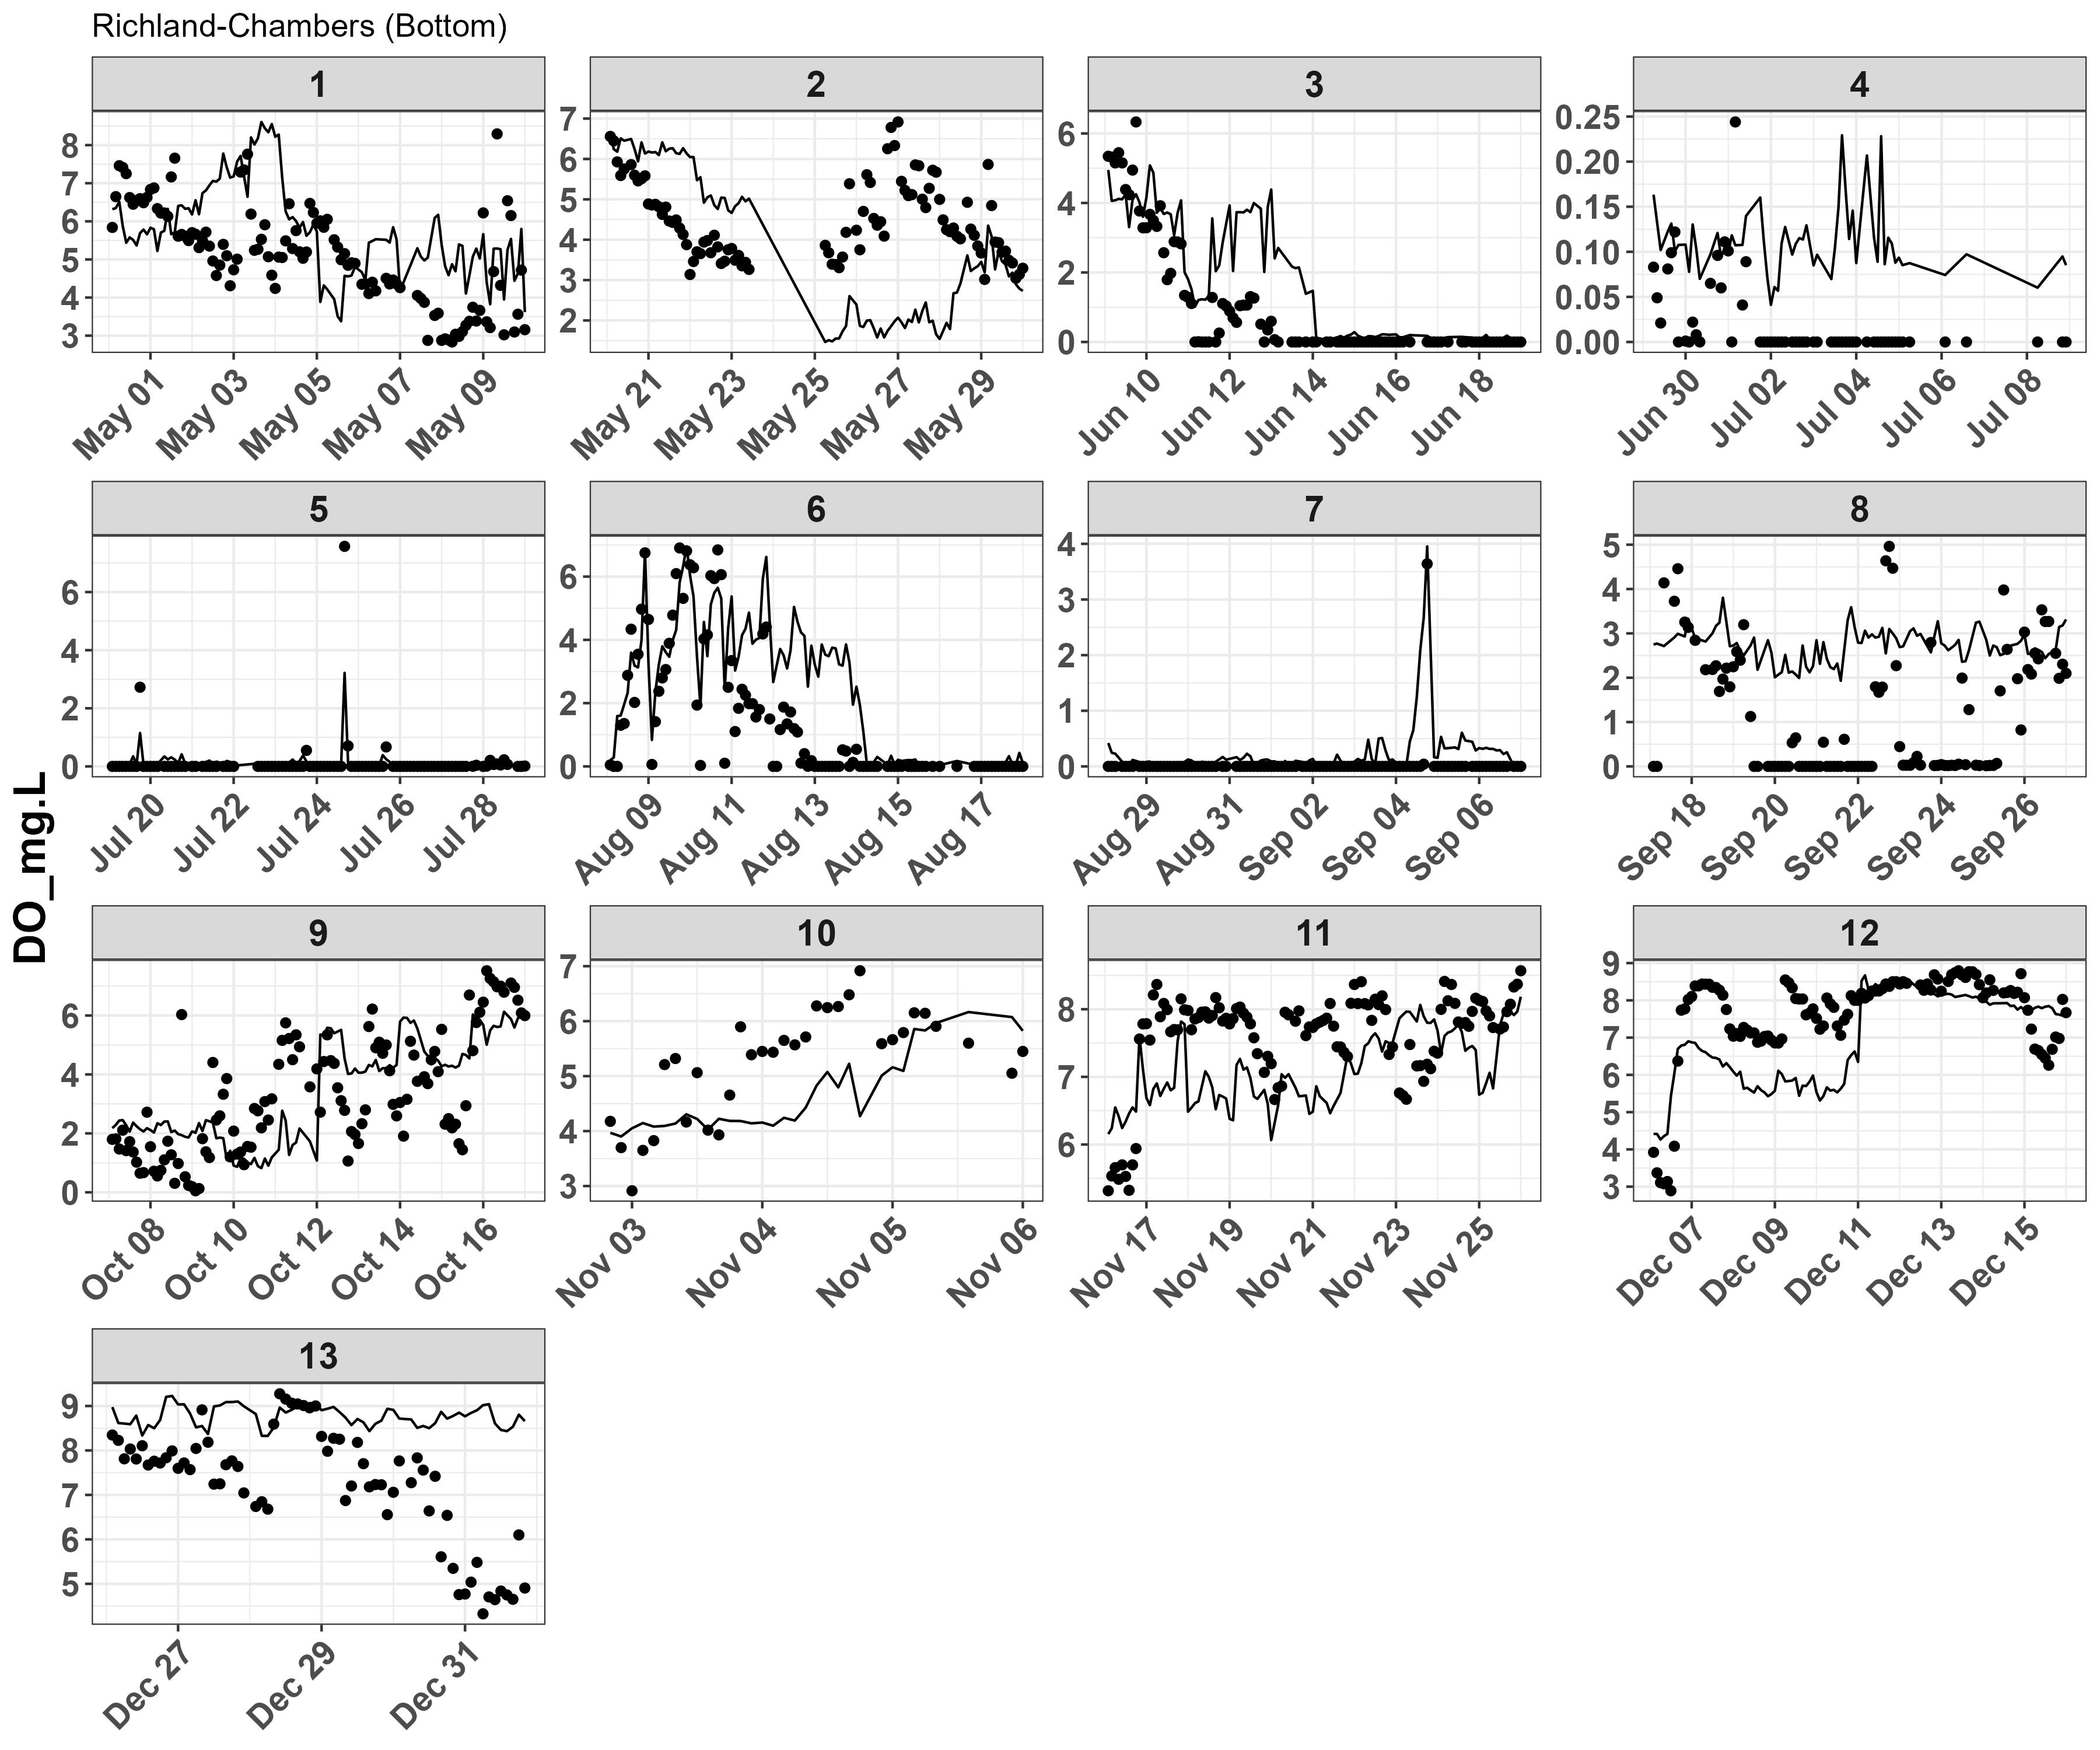 Richland-Chambers (Bottom)
1
2
3
4
8
7
6
5
4
3
7
6
5
4
3
2
6
4
2
0
0.25
0.20
0.15
0.10
0.05
0.00
May 01
May 03
May 05
May 07
May 09
May 21
May 23
May 25
May 27
May 29
Jun 10
Jun 12
Jun 14
Jun 16
Jun 18
Jun 30
Jul 02
Jul 04
Jul 06
Jul 08
5
6
7
8
6
4
2
0
6
4
2
0
4
3
2
1
0
5
4
3
2
1
0
Jul 20
Jul 22
Jul 24
Jul 26
Jul 28
Aug 09
Aug 11
Aug 13
Aug 15
Aug 17
Aug 29
Aug 31
Sep 02
Sep 04
Sep 06
Sep 18
Sep 20
Sep 22
Sep 24
Sep 26
DO_mg.L
9
10
11
12
6
4
2
0
7
6
5
4
3
8
7
6
9
8
7
6
5
4
3
Oct 08
Oct 10
Oct 12
Oct 14
Oct 16
Nov 03
Nov 04
Nov 05
Nov 06
Nov 17
Nov 19
Nov 21
Nov 23
Nov 25
Dec 07
Dec 09
Dec 11
Dec 13
Dec 15
13
9
8
7
6
5
Dec 27
Dec 29
Dec 31